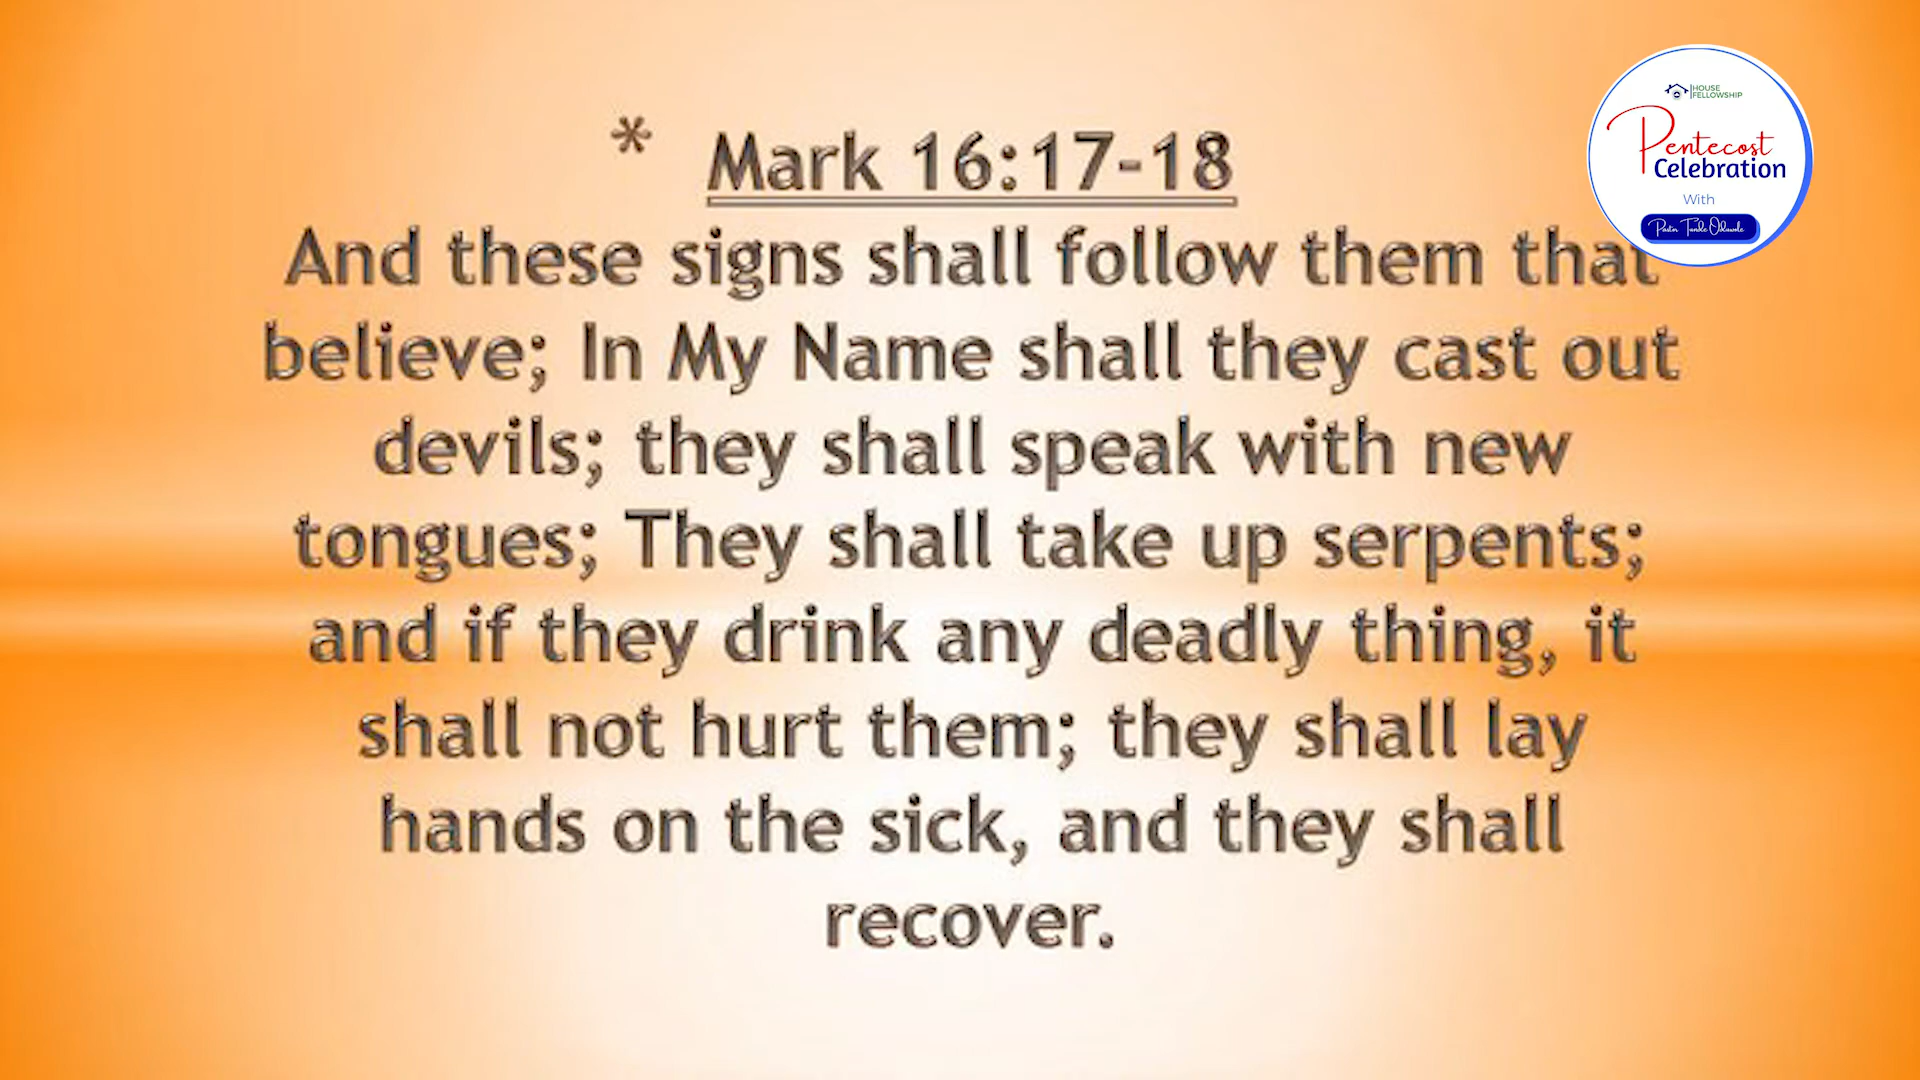 * Mark 16:17-18
And these signs shall follow them that
believe; In My Name shall they cast out
devils; they shall speak with new
tongues; They shall take up serpents;
and if they drink any deadly thing, it
shall not hurt them; they shall lay
hands on the sick, and they shall
recover.
HOUSE
FELLOWSHIP
Pentecost
Celebration
With
Pastor Tunde Oluwole